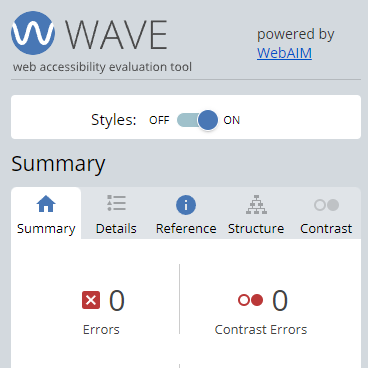 WAVE
powered by
WebAIM
web accessibility evaluation tool
Styles: OFF ON
Summary
Summary Details Reference Structure Contrast
0 0
Errors Contrast Errors